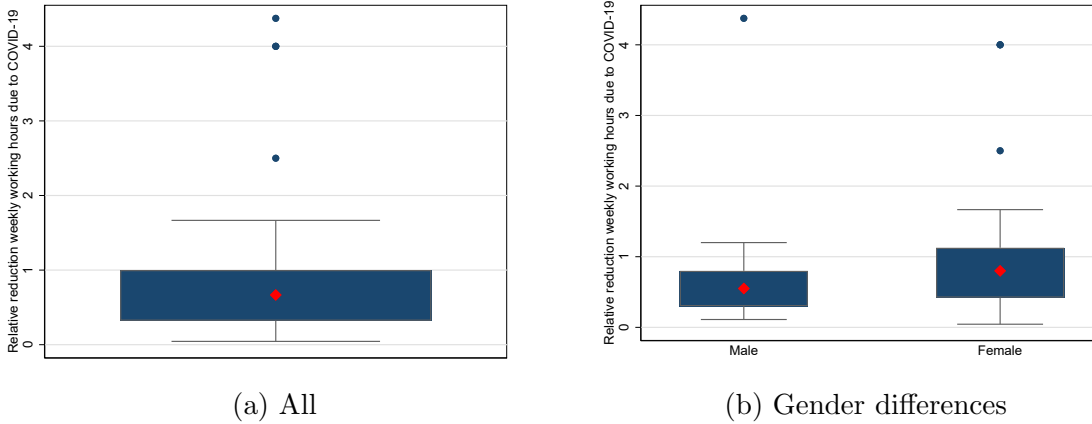 Relative reduction weekly working hours due to COVID-19
4
3
2
1
0
(a) All
Relative reduction weekly working hours due to COVID-19
4
3
2
1
0
Male Female
(b) Gender differences